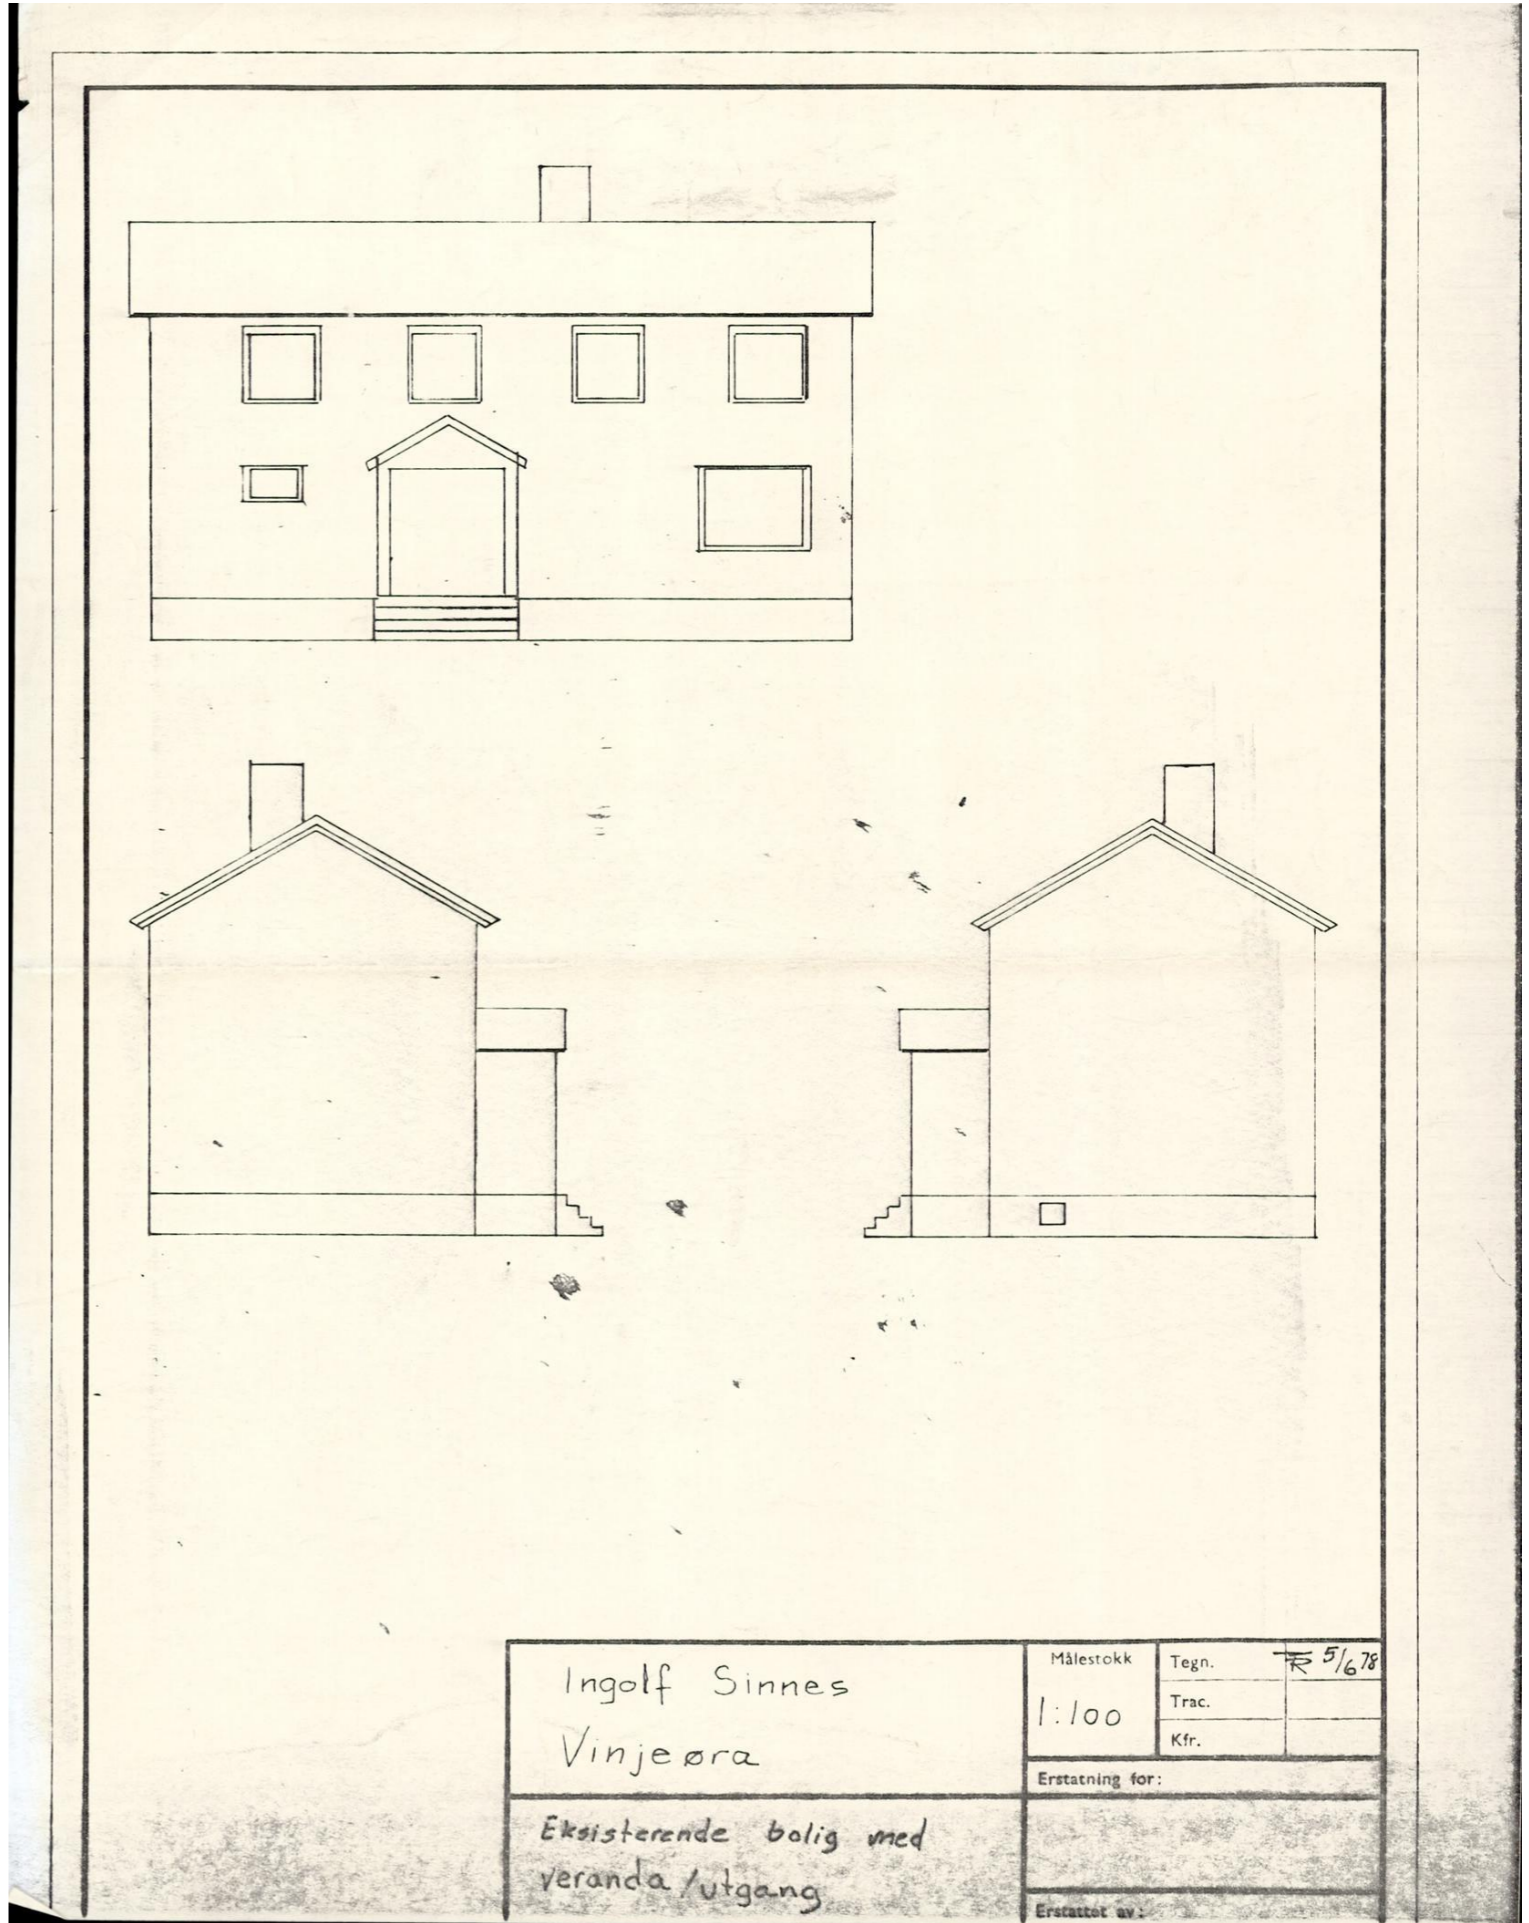 Ingolf Sinnes
Vinjeøra
Eksisterende bolig med
veranda/utgang
Målestokk
1:100
Tegn. 5/6 78
Trac.
Kfr.
Erstatning for:
Erstattet av: